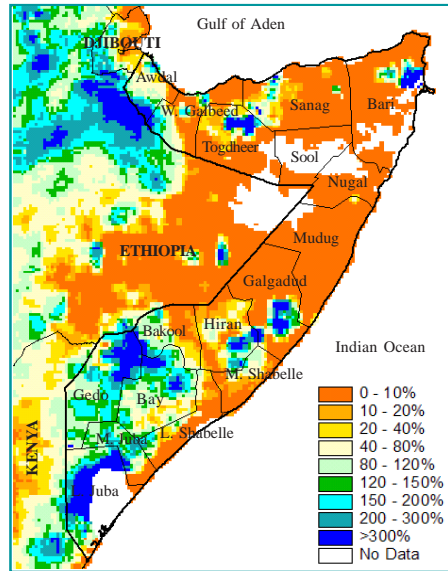 Gulf of Aden
DJIBOUTI
Awdal
W. Galbeed
Sanag
Bari
Togdheer
Sool
Nugal
Mudug
ETHIOPIA
Galgadud
Hiran
Bakool
Indian Ocean
M. Shabelle
Gedo
Bay
L. Shabelle
M. Juba
KENYA
Juba
0 - 10%
10 - 20%
20 - 40%
40 - 80%
80 - 120%
120 - 150%
150 - 200%
200 - 300%
>300%
No Data